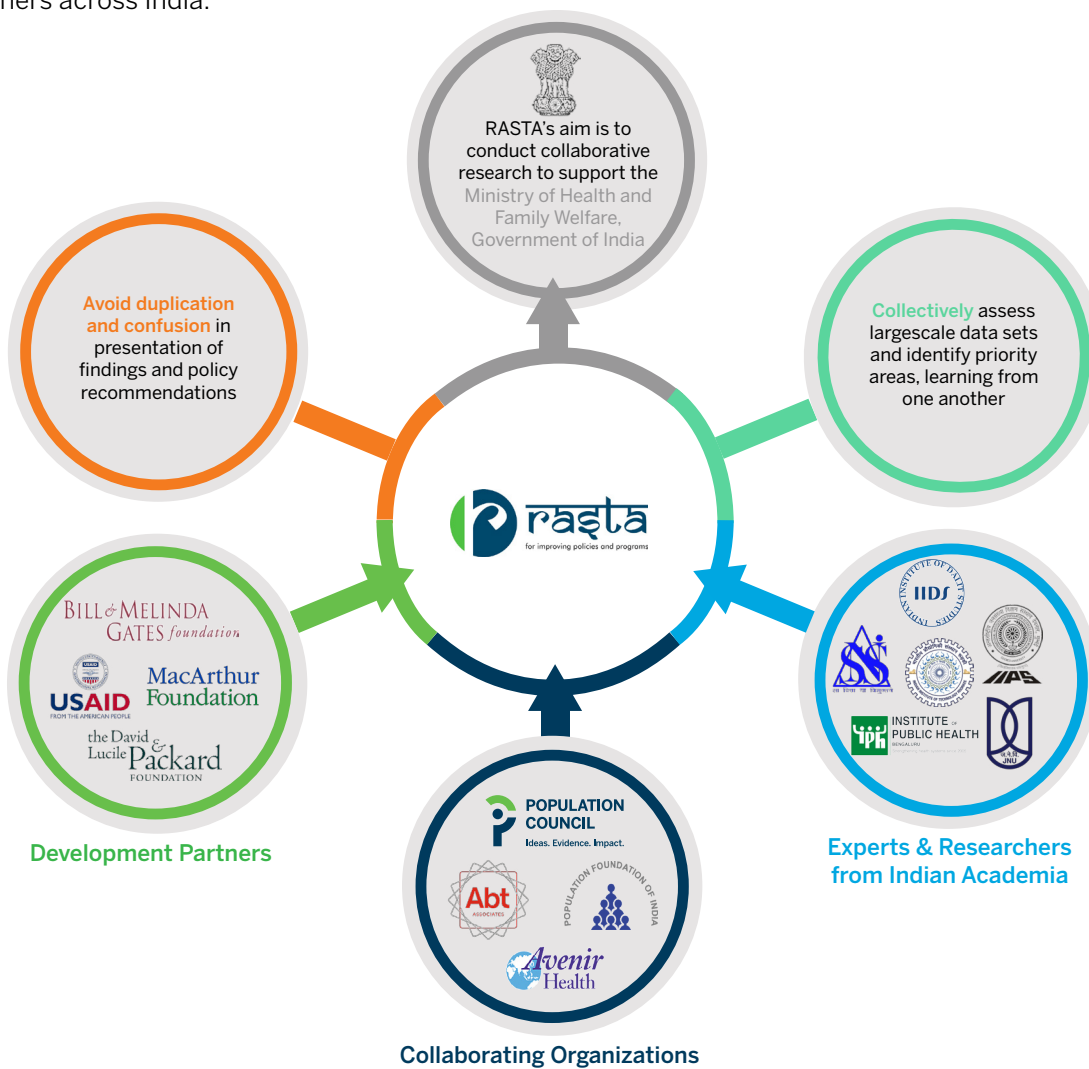 ners across India.
RASTA's aim is to
conduct collaborative
research to support the
Ministry of Health and
Family Welfare,
Government of India
Avoid duplication
and confusion in
presentation of
findings and policy
recommendations
Collectively assess
largescale data sets
and identify priority
areas, learning from
one another
rasta
for improving policies and programs
BILL & MELINDA
GATES foundation
USAID
USAID
FROM THE AMERICAN PEOPLE
MacArthur
Foundation
the David &
Lucile Packard
FOUNDATION
Development Partners
POPULATION
COUNCIL
Ideas. Evidence. Impact.
Abt
ASSOCIATES
POPULATION FOUNDATION OF INDIA
Avenir
Health
Collaborating Organizations
INDIAN INSTITUTE OF DALIT STUDIES
IIDS
IIPS
INSTITUTE OF
PUBLIC HEALTH
BENGALURU
iph
JNU
Experts & Researchers
from Indian Academia